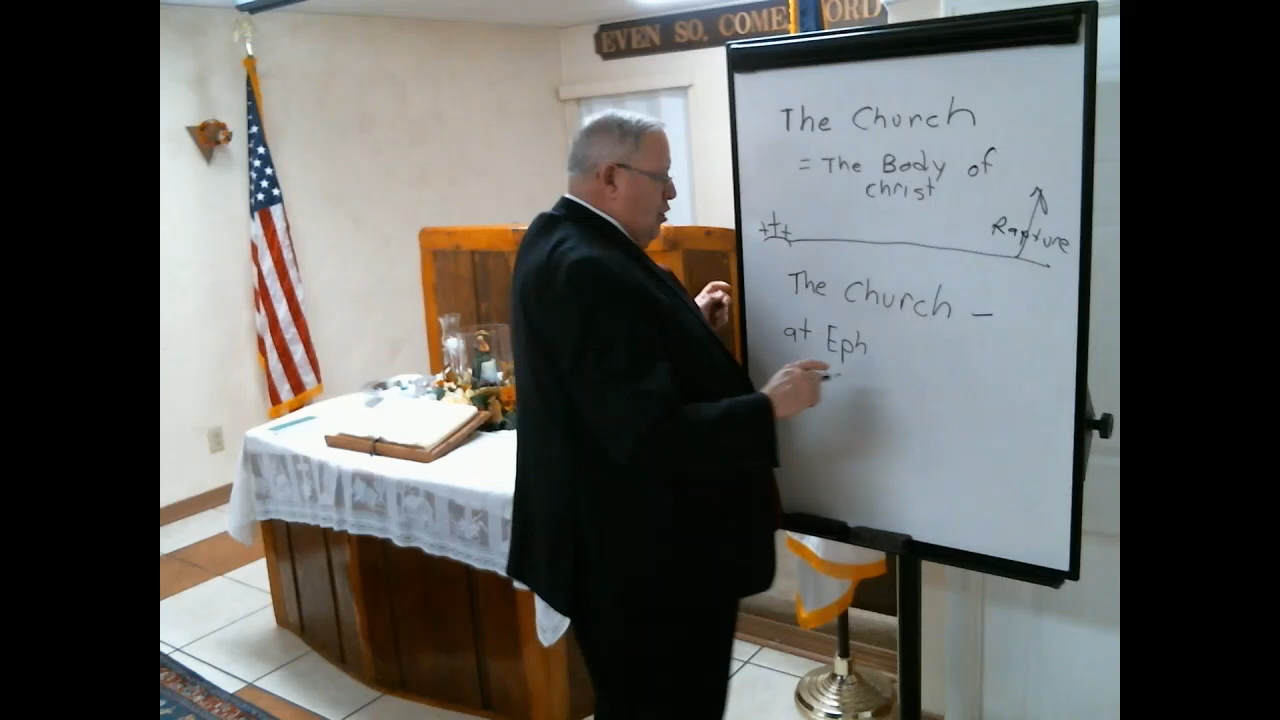 EVEN SO, COME ORD
The Church
= The Body of
christ
Rapture
The Church –
at Eph